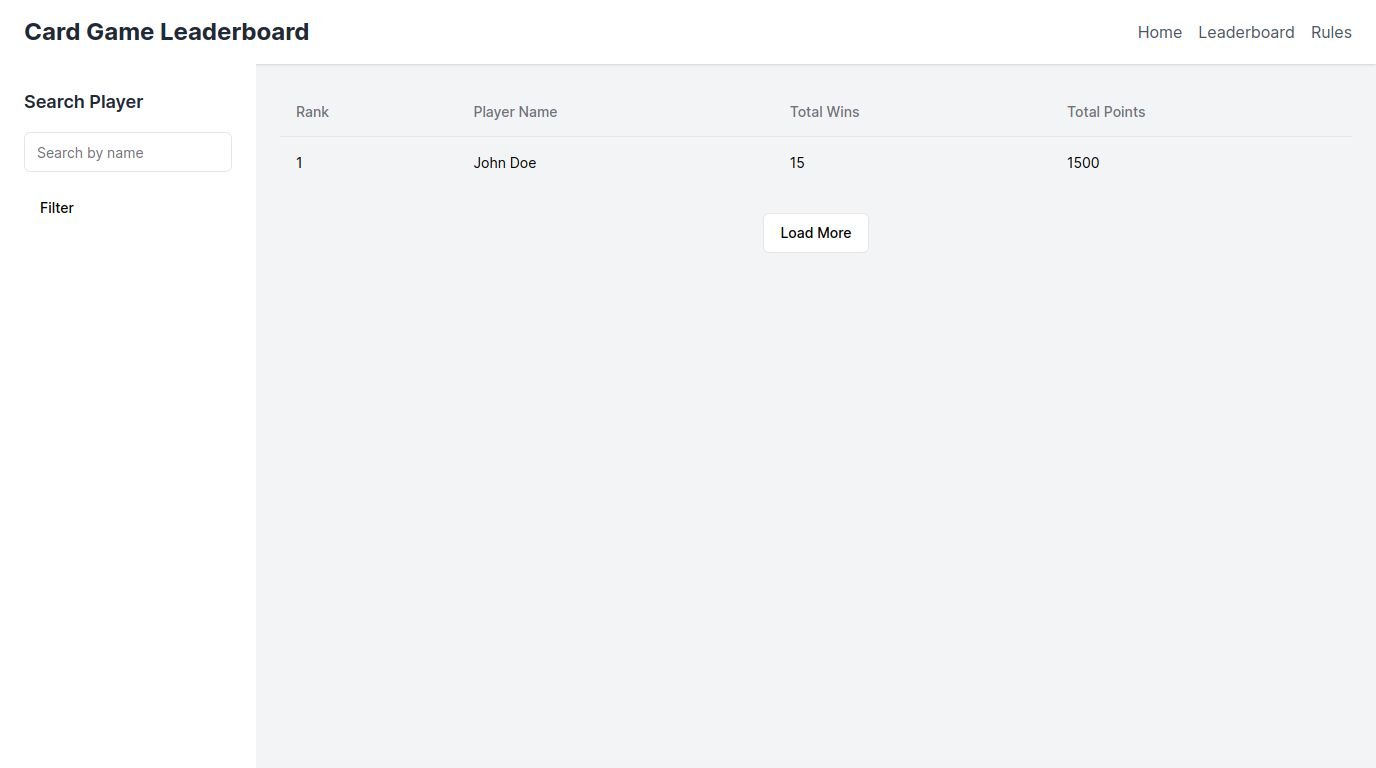 Card Game Leaderboard
Home Leaderboard Rules
Search Player
Search by name
Filter
Rank Player Name Total Wins Total Points
1 John Doe 15 1500
Load More